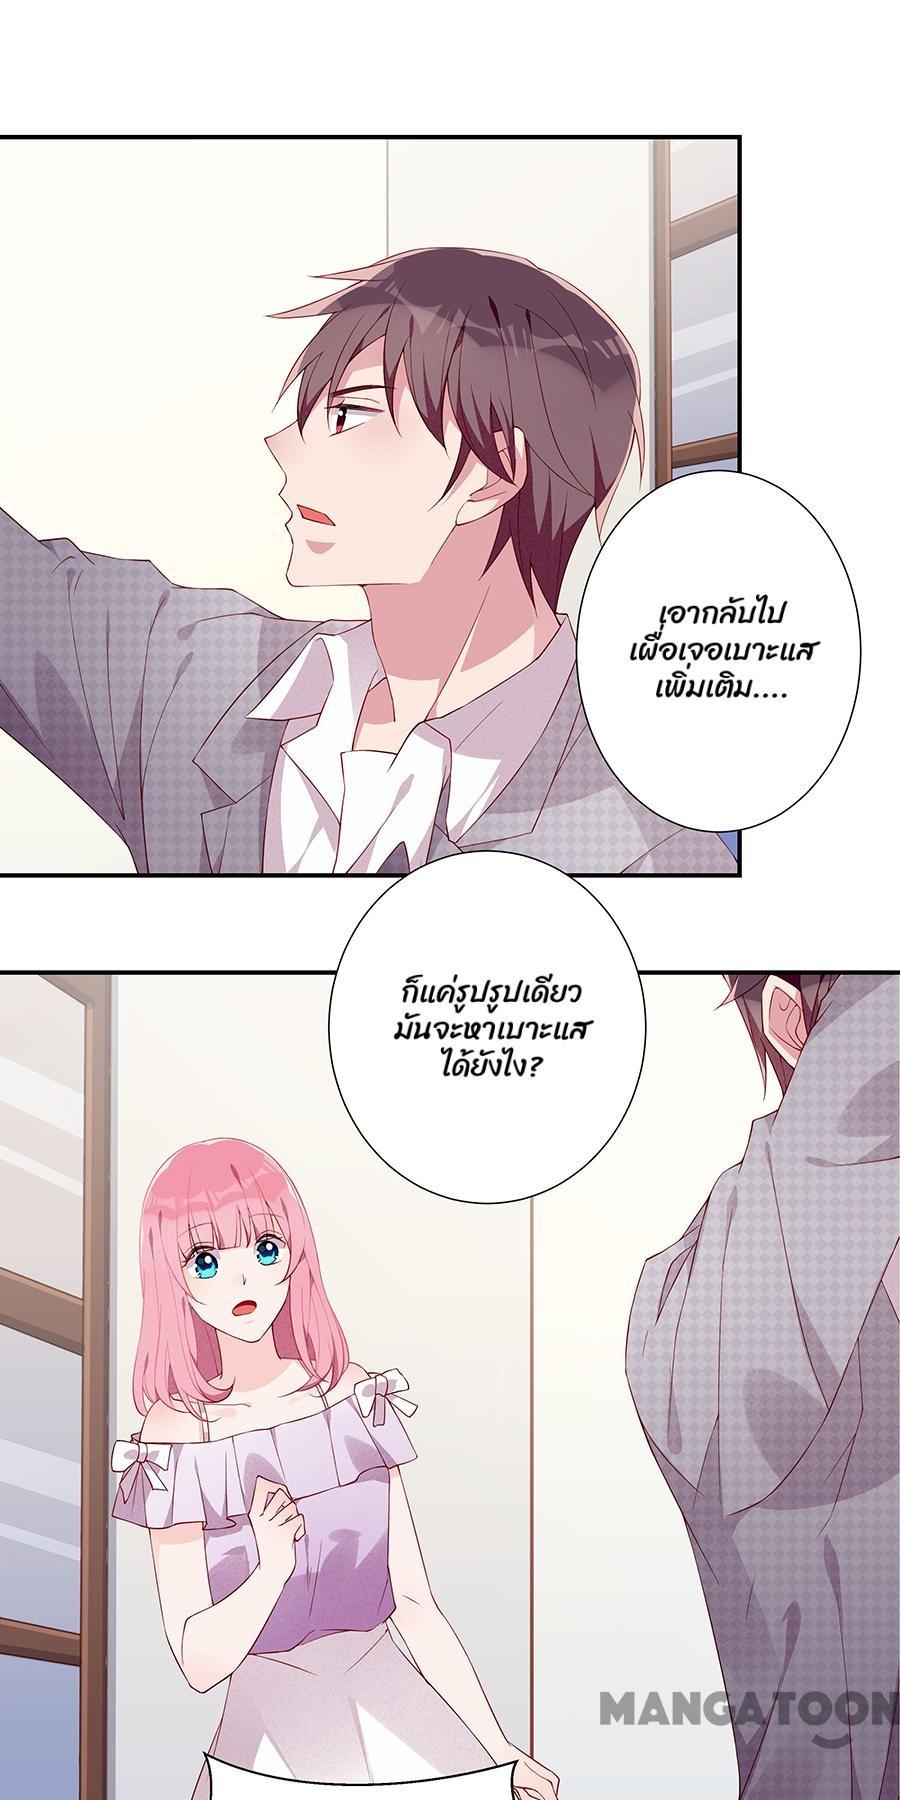 เอากลับไป
เผื่อเจอเบาะแส
เพิ่มเติม....
ก็แค่รูปรูปเดียว
มันจะหาเบาะแส
ได้ยังไง?
MANGATOON